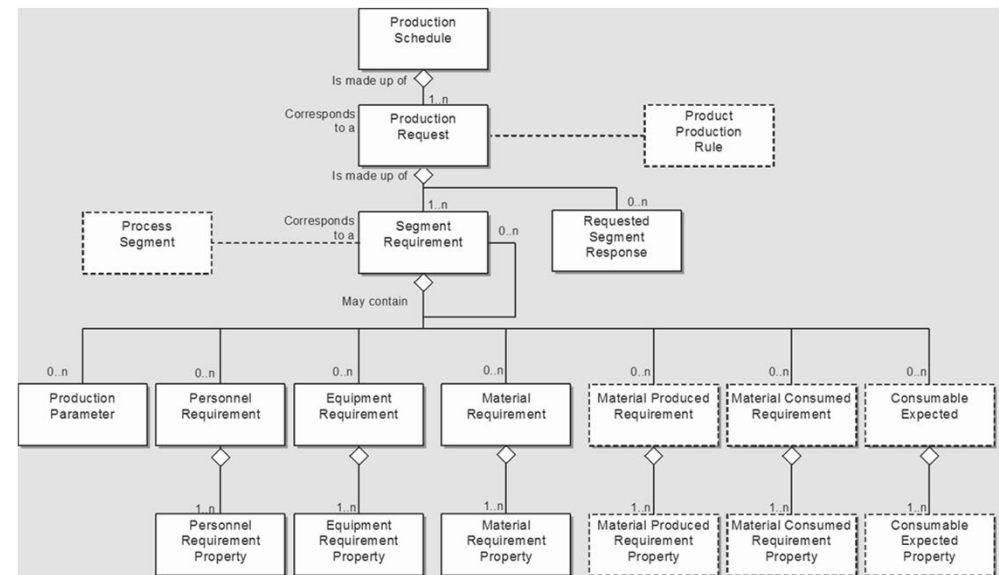 Production
Schedule
Is made up of
1..n
Corresponds
to a
Production
Request
Product
Production
Rule
Is made up of
1..n
0..n
Process
Segment
Corresponds
to a
Segment
Requirement
0..n
Requested
Segment
Response
May contain
0..n
0..n
0..n
0..n
0..n
0..n
0..n
Production
Parameter
Personnel
Requirement
Equipment
Requirement
Material
Requirement
Material Produced
Requirement
Material Consumed
Requirement
Consumable
Expected
1..n
1..n
1..n
1..n
1..n
1..n
Personnel
Requirement
Property
Equipment
Requirement
Property
Material
Requirement
Property
Material Produced
Requirement
Property
Material Consumed
Requirement
Property
Consumable
Expected
Property